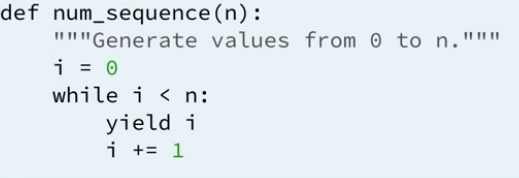 def num_sequence(n):
    """Generate values from 0 to n."""
    i = 0
    while i < n:
        yield i
        i += 1